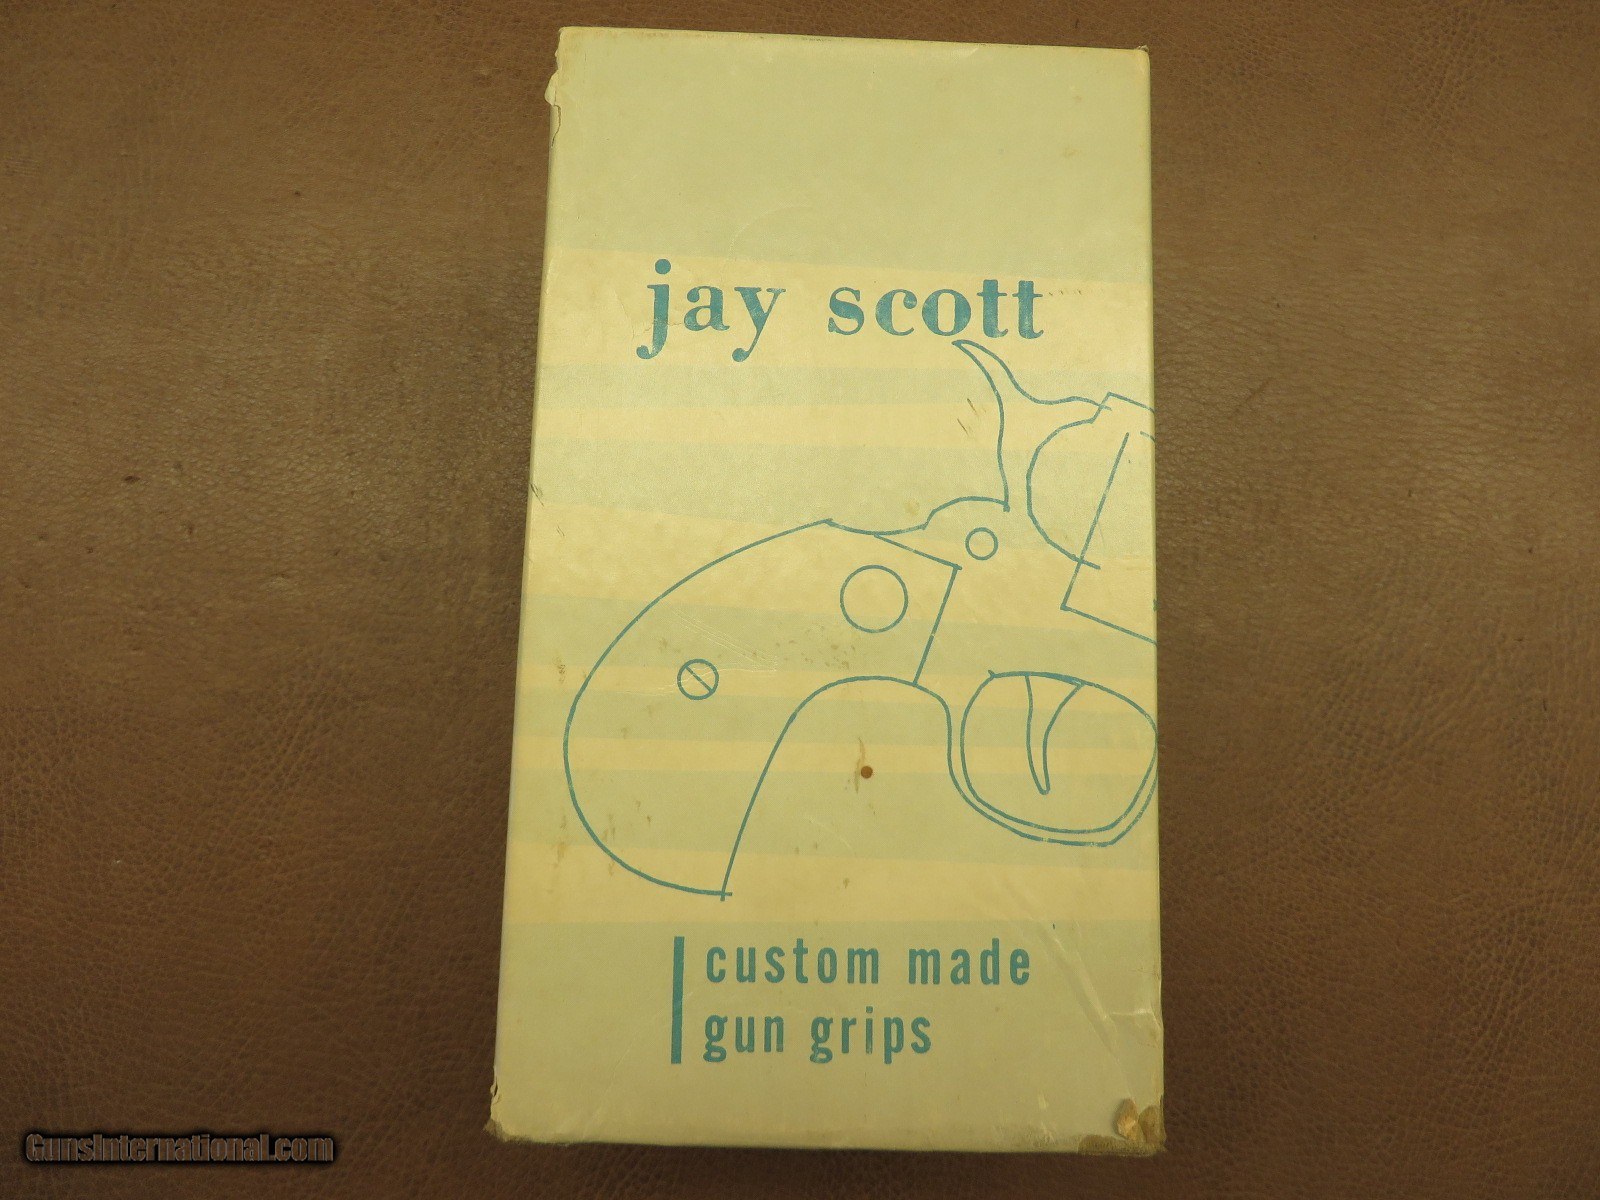 jay scott
custom made
gun grips
GunsInternational.com